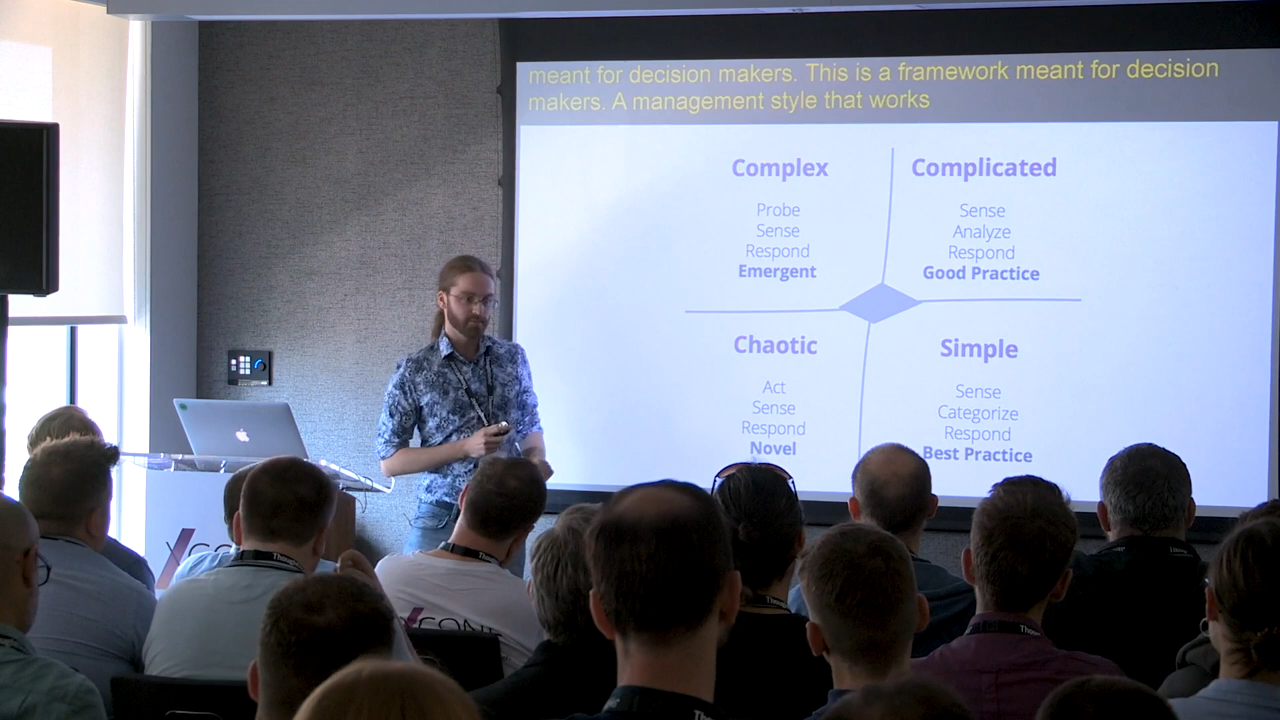 meant for decision makers. This is a framework meant for decision
makers. A management style that works
Complex
Probe
Sense
Respond
Emergent
Complicated
Sense
Analyze
Respond
Good Practice
Chaotic
Act
Sense
Respond
Novel
Simple
Sense
Categorize
Respond
Best Practice